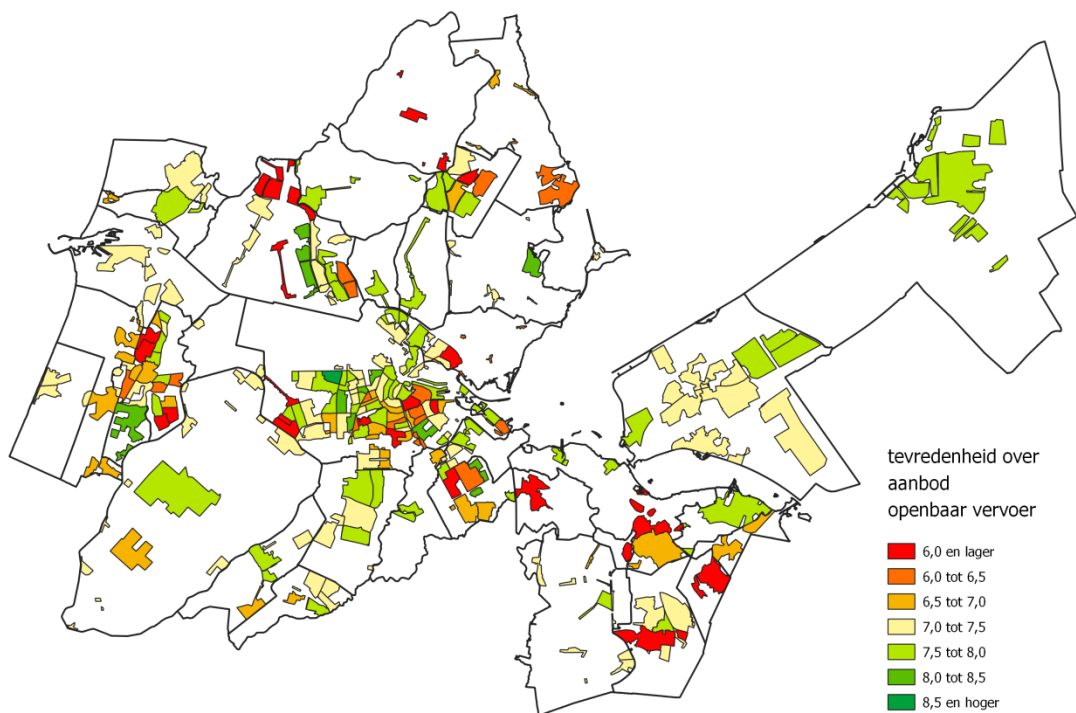 tevredenheid over
aanbod
openbaar vervoer
6,0 en lager
6,0 tot 6,5
6,5 tot 7,0
7,0 tot 7,5
7,5 tot 8,0
8,0 tot 8,5
8,5 en hoger